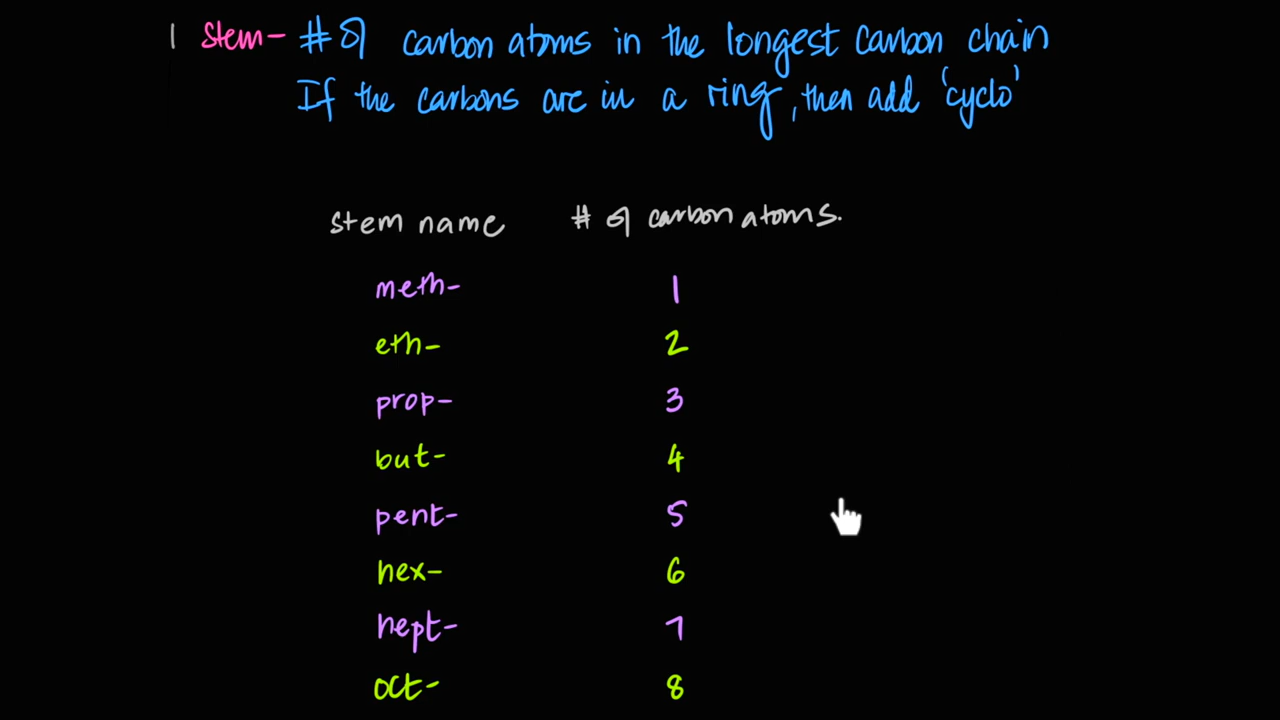 1 Stem- # of carbon atoms in the longest carbon chain
If the carbons are in a ring, then add 'cyclo'
stem name # of carbon atoms.
meth- 1
eth- 2
prop- 3
but- 4
pent- 5
hex- 6
hept- 7
oct- 8